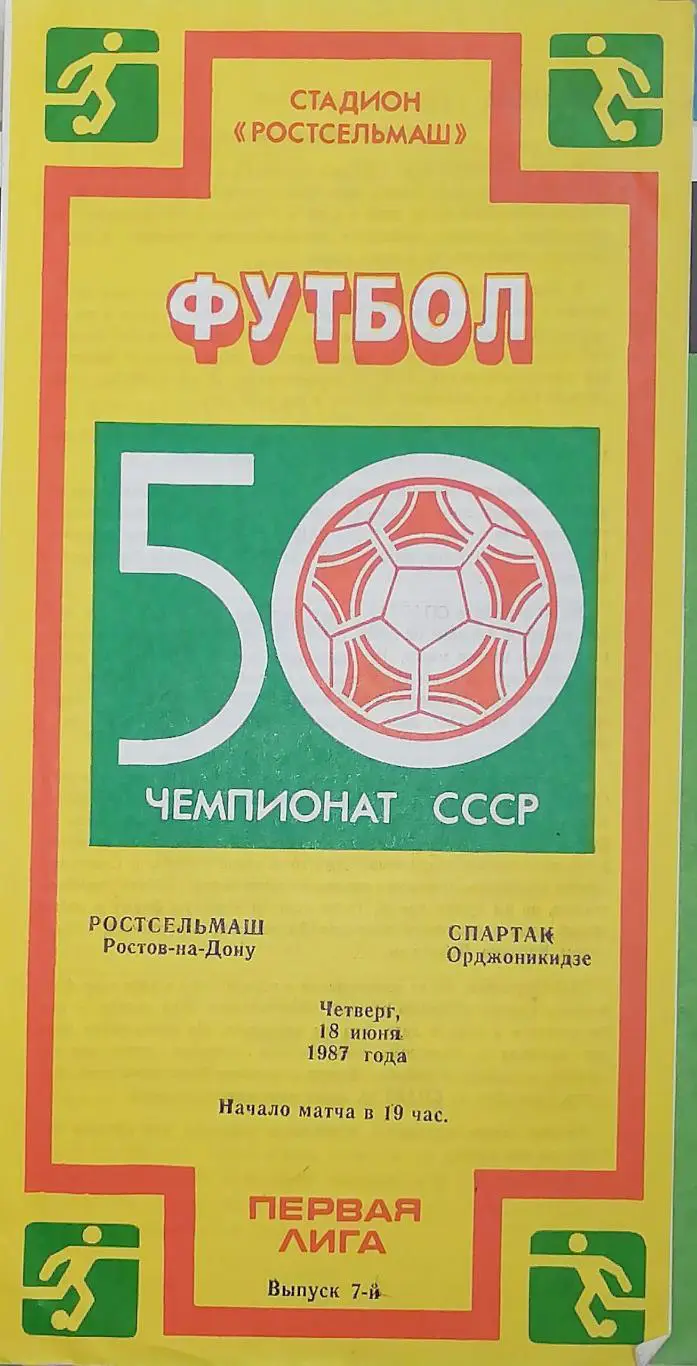 СТАДИОН
«РОСТСЕЛЬМАШ»
ФУТБОЛ
50
ЧЕМПИОНАТ СССР
РОСТСЕЛЬМАШ
Ростов-на-Дону
СПАРТАК
Орджоникидзе
Четверг,
18 июня
1987 года
Начало матча в 19 час.
ПЕРВАЯ
ЛИГА
Выпуск 7-й